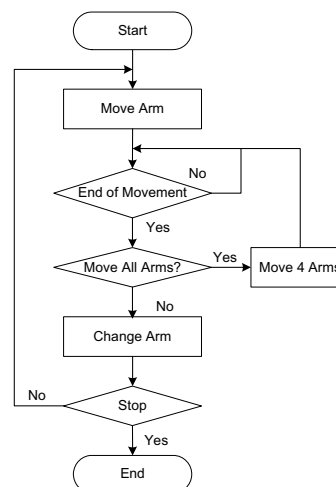 Start
Move Arm
No
End of Movement
Yes
Move All Arms?
Yes
Move 4 Arms
No
Change Arm
No
Stop
Yes
End